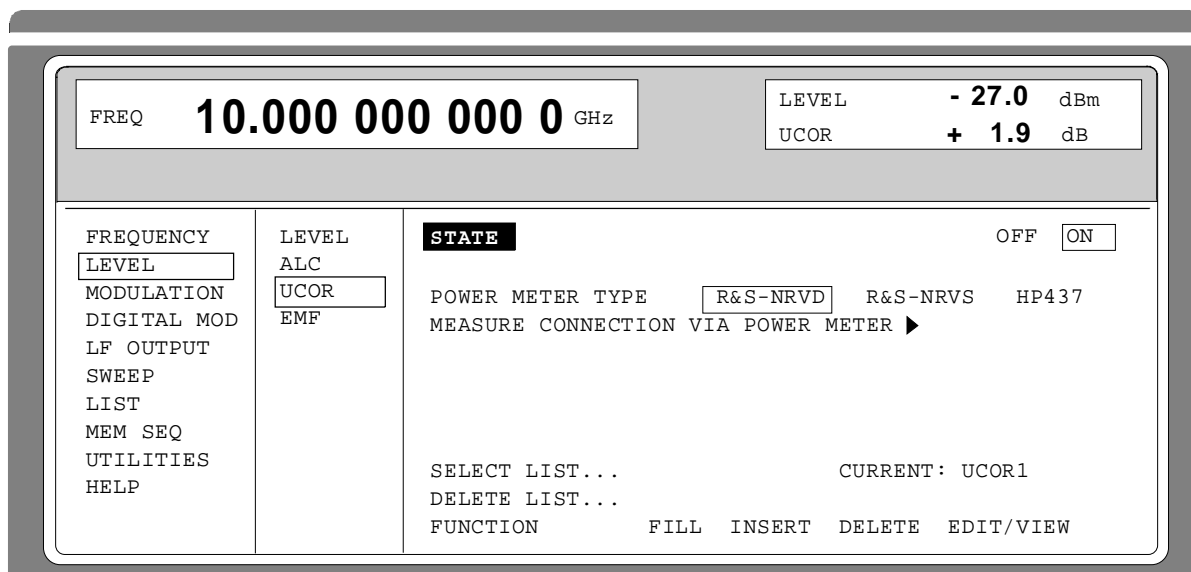 FREQ 10.000 000 000 0 GHz
LEVEL - 27.0 dBm
UCOR + 1.9 dB
FREQUENCY
LEVEL
MODULATION
DIGITAL MOD
LF OUTPUT
SWEEP
LIST
MEM SEQ
UTILITIES
HELP
LEVEL
ALC
UCOR
EMF
STATE OFF ON
POWER METER TYPE R&S-NRVD R&S-NRVS HP437
MEASURE CONNECTION VIA POWER METER
SELECT LIST... CURRENT: UCOR1
DELETE LIST...
FUNCTION FILL INSERT DELETE EDIT/VIEW